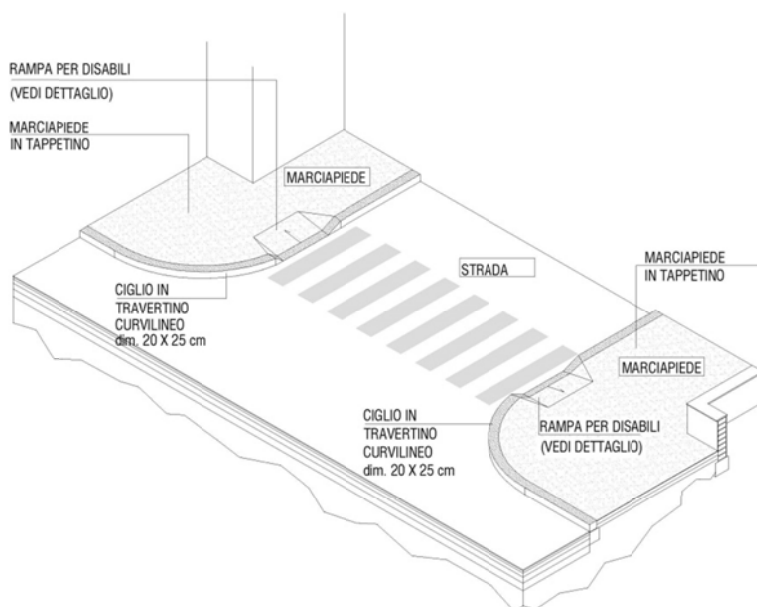 RAMPA PER DISABILI
(VEDI DETTAGLIO)
MARCIAPIEDE
IN TAPPETINO
MARCIAPIEDE
STRADA
MARCIAPIEDE
IN TAPPETINO
CIGLIO IN
TRAVERTINO
CURVILINEO
dim. 20 X 25 cm
MARCIAPIEDE
CIGLIO IN
TRAVERTINO
CURVILINEO
dim. 20 X 25 cm
RAMPA PER DISABILI
(VEDI DETTAGLIO)